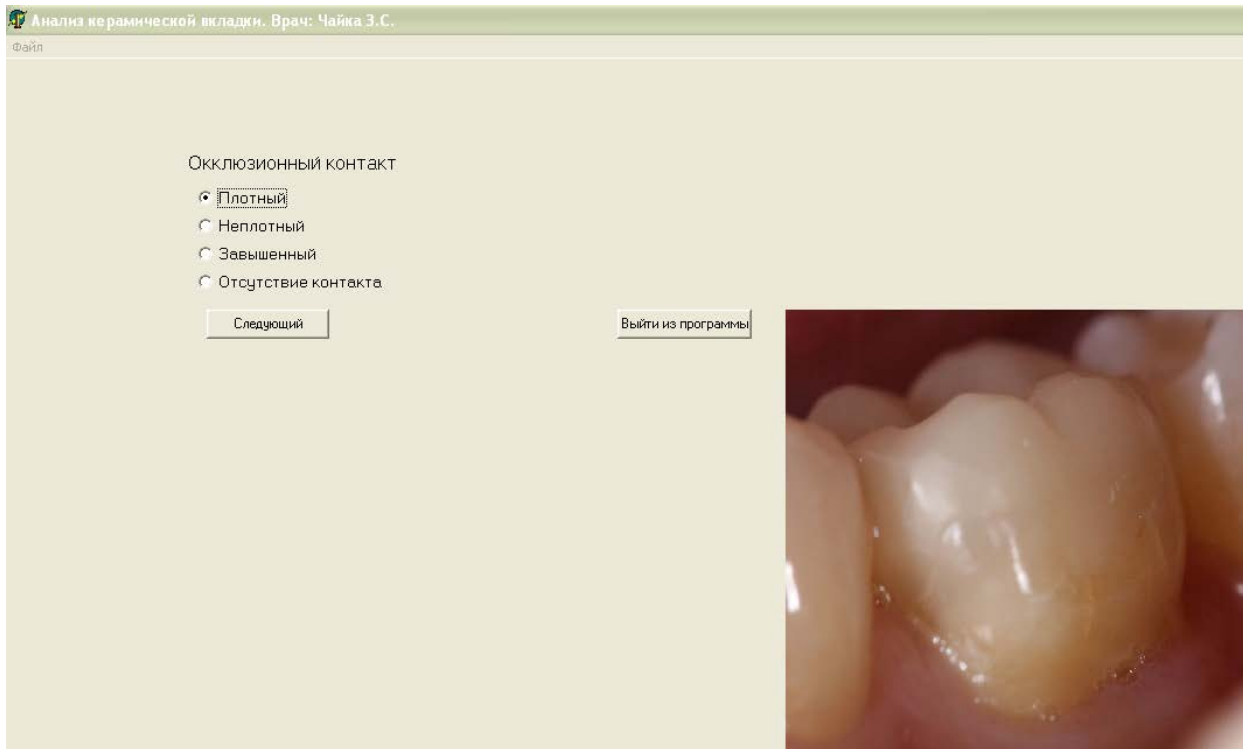 Анализ керамической вкладки. Врач: Чайка З.С.
Файл
Окклюзионный контакт
Плотный
Неплотный
Завышенный
Отсутствие контакта
Следующий
Выйти из программы